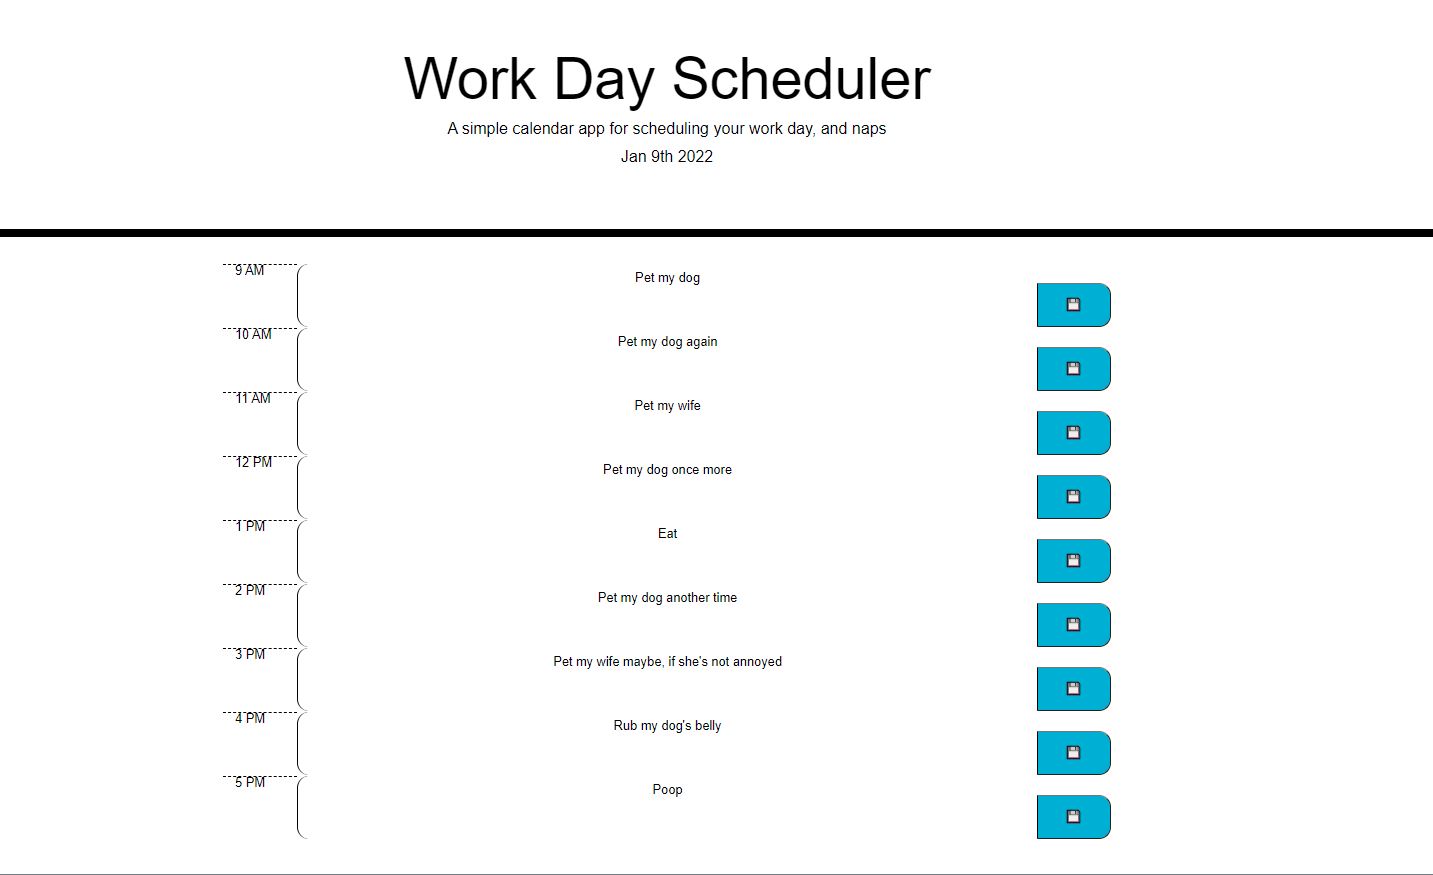 Work Day Scheduler
A simple calendar app for scheduling your work day, and naps
Jan 9th 2022
9 AM
Pet my dog
10 AM
Pet my dog again
11 AM
Pet my wife
12 PM
Pet my dog once more
1 PM
Eat
2 PM
Pet my dog another time
3 PM
Pet my wife maybe, if she's not annoyed
4 PM
Rub my dog's belly
5 PM
Poop